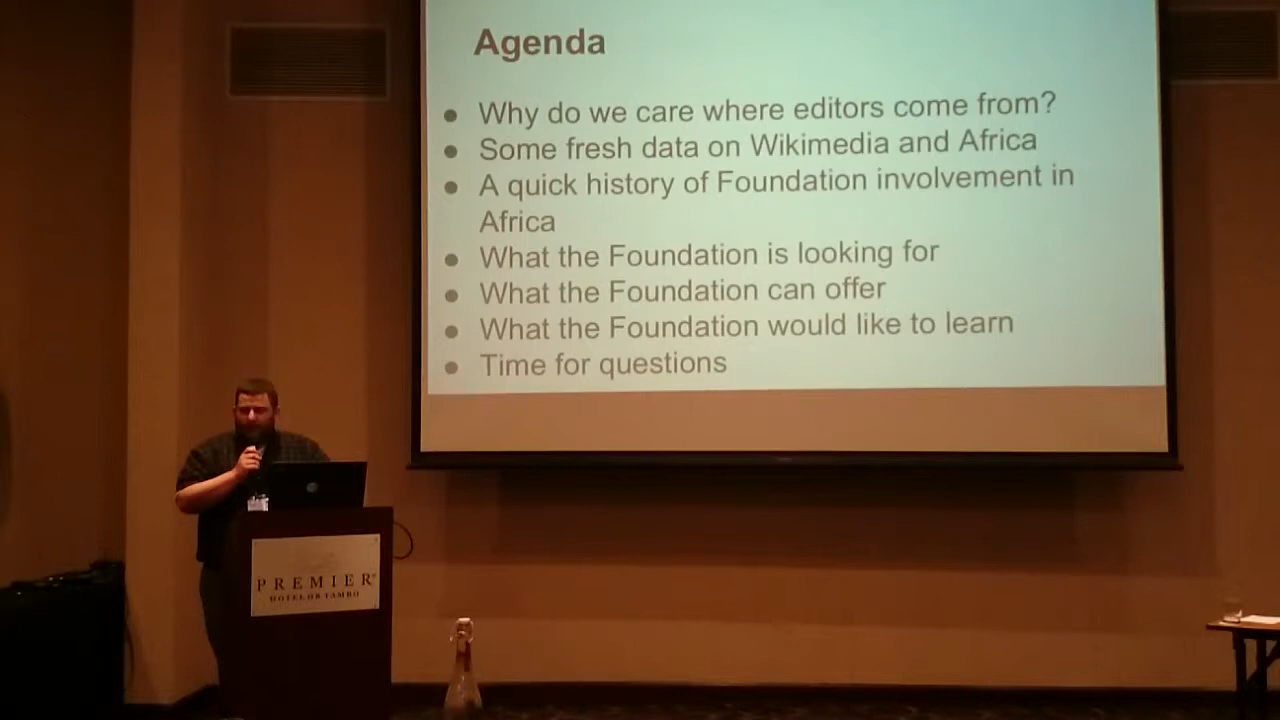 Agenda
● Why do we care where editors come from?
● Some fresh data on Wikimedia and Africa
● A quick history of Foundation involvement in
Africa
● What the Foundation is looking for
● What the Foundation can offer
● What the Foundation would like to learn
● Time for questions
PREMIER
HOTEL OR TAMBO